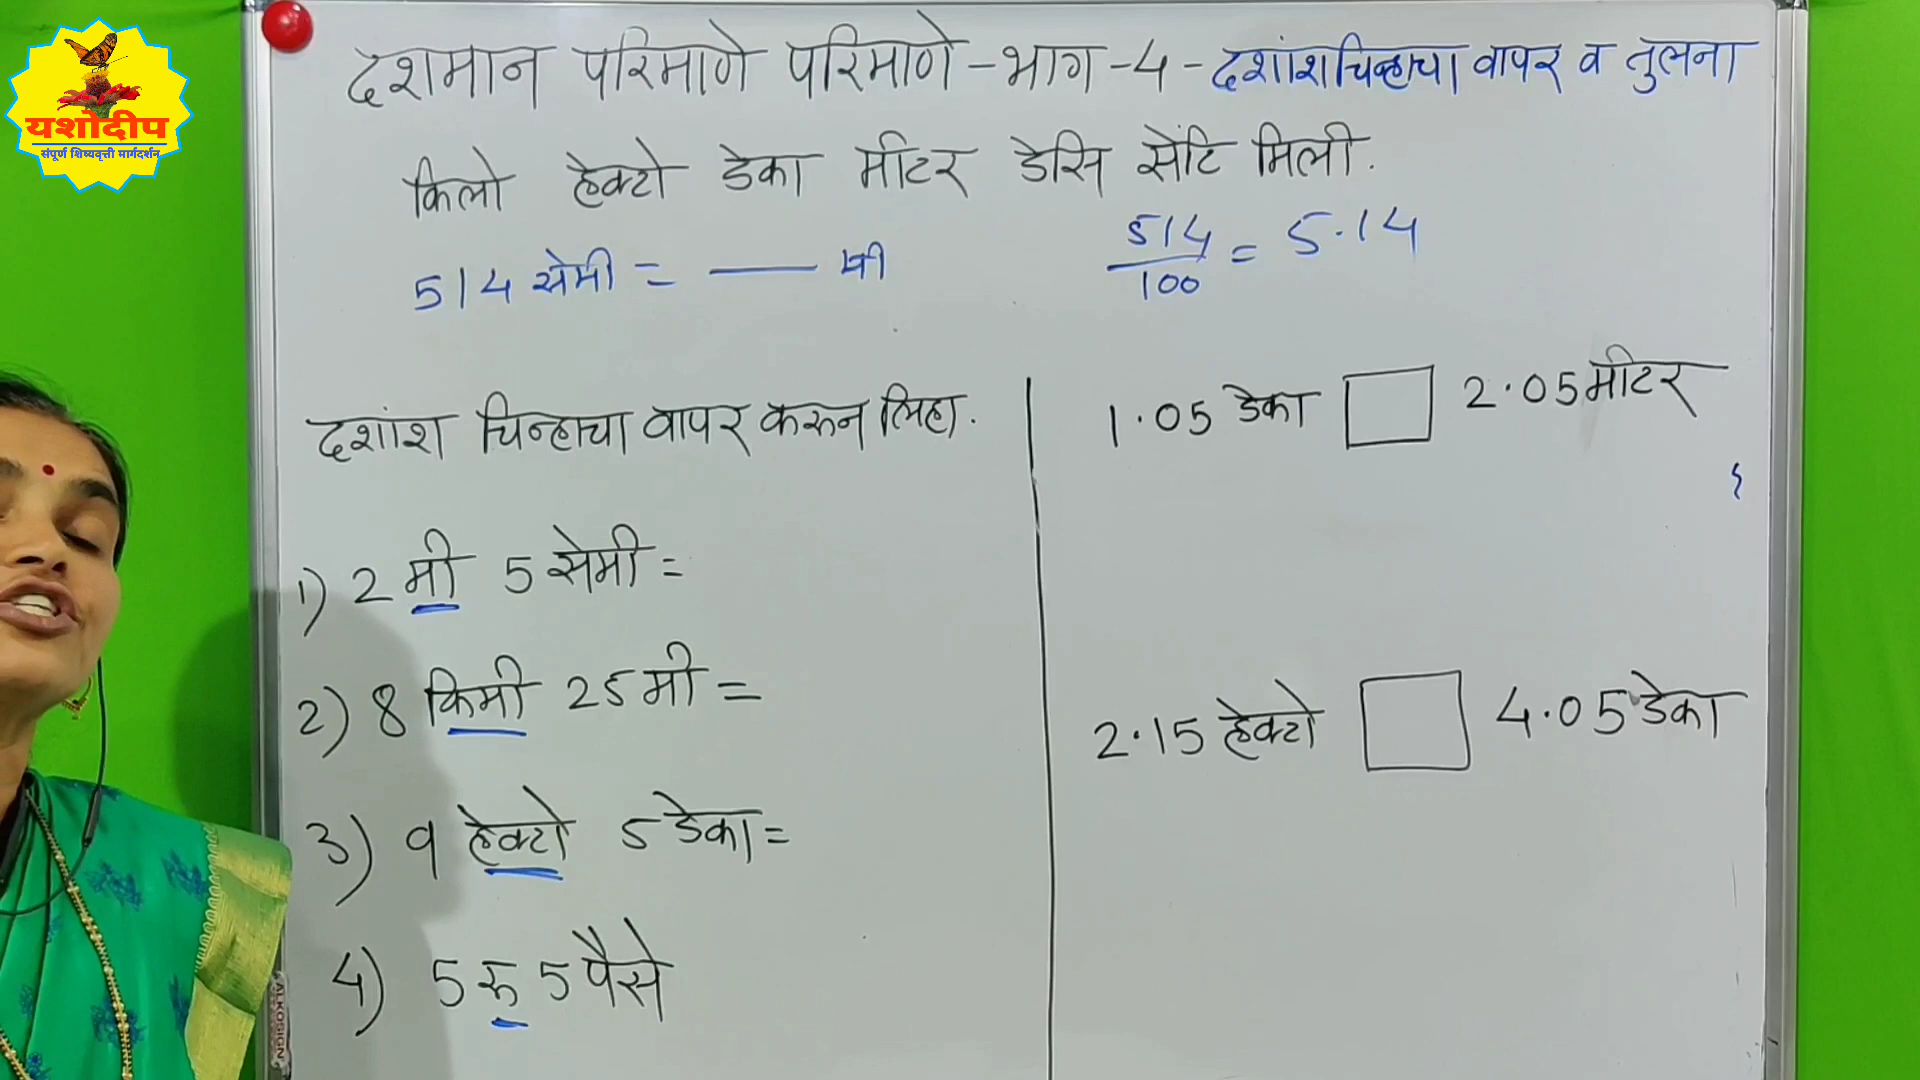 यशोदीप
संपूर्ण शिष्यवृत्ती मार्गदर्शन
दशमान परिमाणे परिमाणे - भाग - 4 - दशांश चिन्हाचा वापर व तुलना
किलो हेक्टो डेका मीटर डेसि सेंटि मिली.
514 सेमी = — मी
514/100 = 5.14
दशांश चिन्हाचा वापर करुन लिहा.
1) 2 मी 5 सेमी =
2) 8 किमी 25 मी =
3) 9 हेक्टो 5 डेका =
4) 5 रु 5 पैसे
1.05 डेका □ 2.05 मीटर
2.15 हेक्टो □ 4.05 डेका
ALKOSIGN